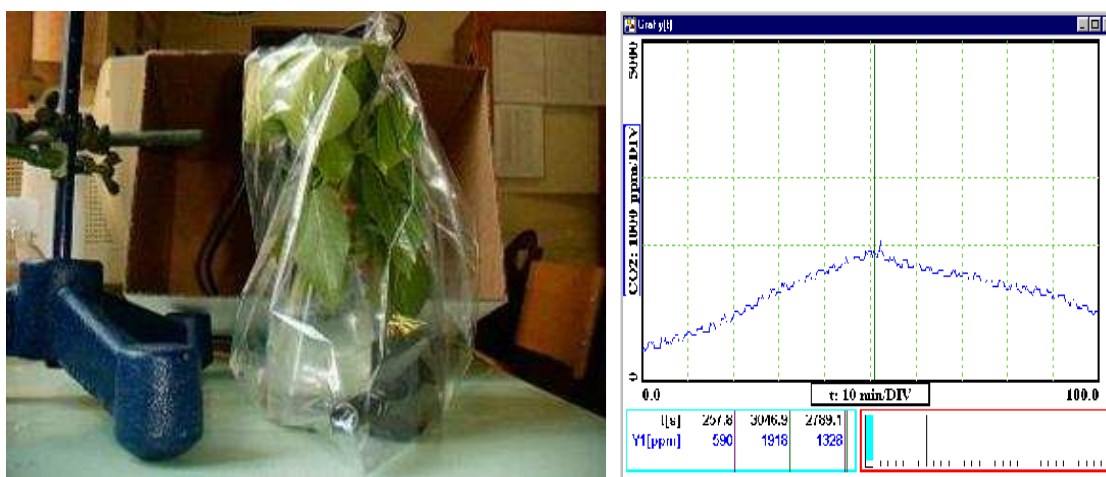 Graf y(t)
5000
CO2: 1000 ppm/DIV
0
0.0
t: 10 min/DIV
100.0
t[s] 257.8 3046.9 2789.1
Y1[ppm] 590 1918 1328